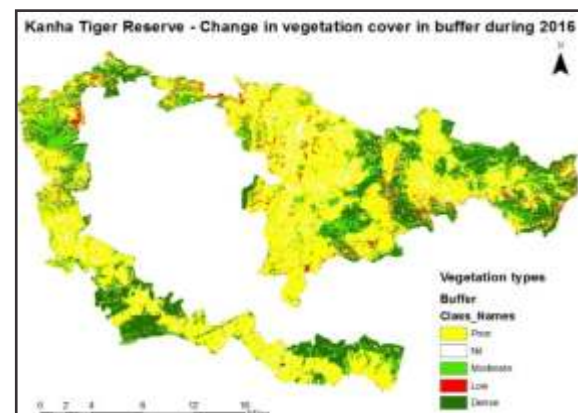 Kanha Tiger Reserve - Change in vegetation cover in buffer during 2016
N
Vegetation types
Buffer
Class_Names
Poor
Nil
Moderate
Low
Dense
0 2 4 8 12 16